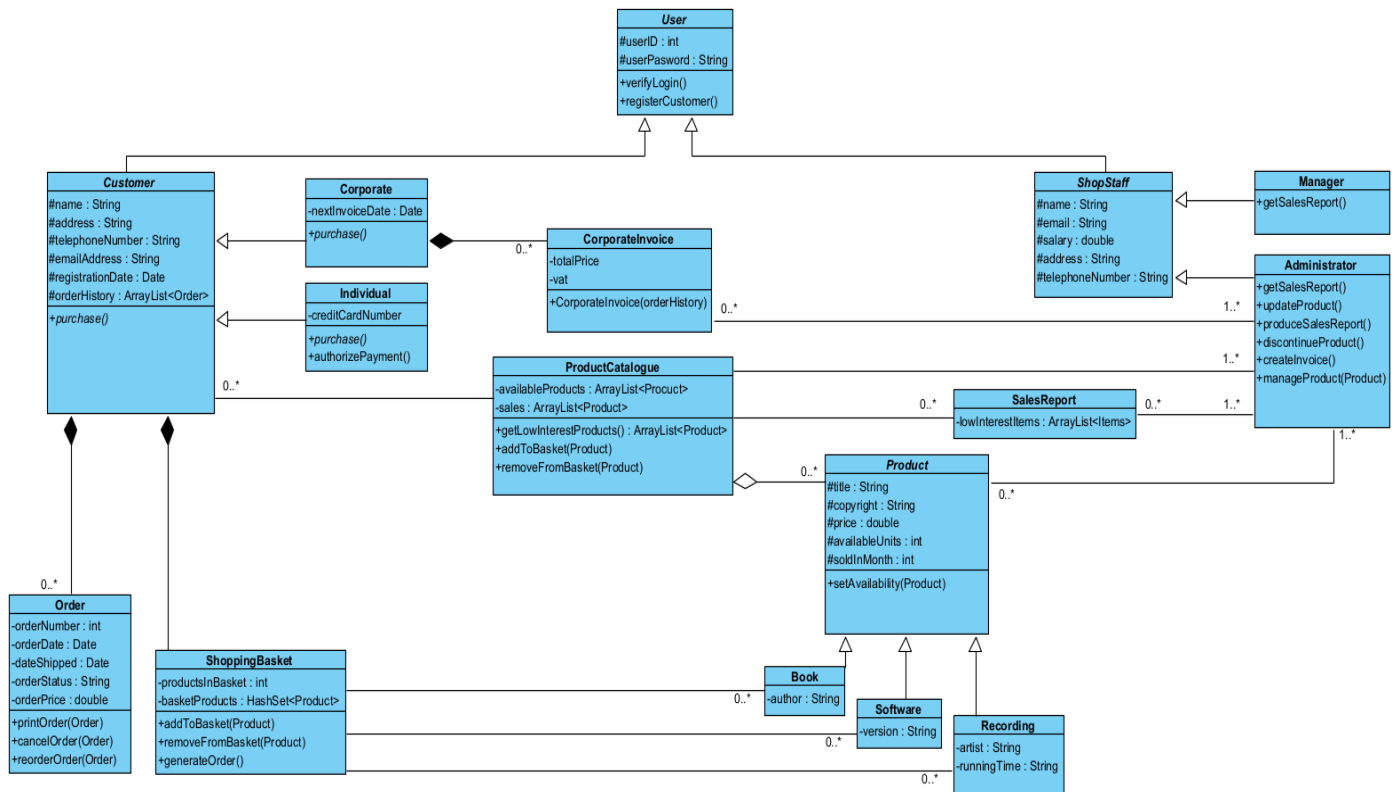 User
#userID : int
#userPasword : String
+verifyLogin()
+registerCustomer()
Customer
#name : String
#address : String
#telephoneNumber : String
#emailAddress : String
#registrationDate : Date
#orderHistory : ArrayList<Order>
+purchase()
Corporate
-nextInvoiceDate : Date
+purchase()
0..*
CorporateInvoice
-totalPrice
-vat
+CorporateInvoice(orderHistory)
0..*
1..*
Individual
-creditCardNumber
+purchase()
+authorizePayment()
ShopStaff
#name : String
#email : String
#salary : double
#address : String
#telephoneNumber : String
Manager
+getSalesReport()
Administrator
+getSalesReport()
+updateProduct()
+produceSalesReport()
+discontinueProduct()
+createInvoice()
+manageProduct(Product)
0..*
ProductCatalogue
-availableProducts : ArrayList<Procuct>
-sales : ArrayList<Product>
+getLowInterestProducts() : ArrayList<Product>
+addToBasket(Product)
+removeFromBasket(Product)
1..*
0..*
SalesReport
-lowInterestItems : ArrayList<Items>
0..*
1..*
1..*
0..*
Product
#title : String
#copyright : String
#price : double
#availableUnits : int
#soldInMonth : int
+setAvailability(Product)
0..*
0..*
Order
-orderNumber : int
-orderDate : Date
-dateShipped : Date
-orderStatus : String
-orderPrice : double
+printOrder(Order)
+cancelOrder(Order)
+reorderOrder(Order)
ShoppingBasket
-productsInBasket : int
-basketProducts : HashSet<Product>
+addToBasket(Product)
+removeFromBasket(Product)
+generateOrder()
0..*
Book
-author : String
0..*
Software
-version : String
0..*
Recording
-artist : String
-runningTime : String